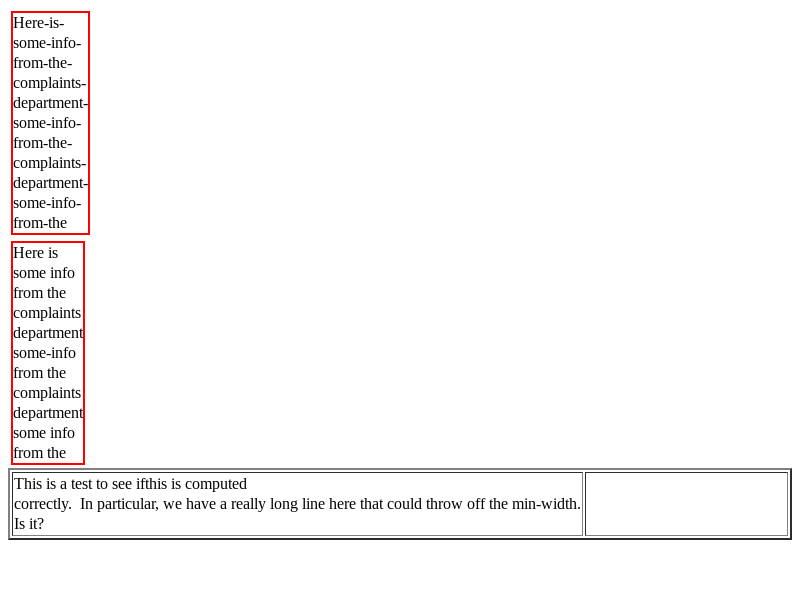 Here-is-
some-info-
from-the-
complaints-
department-
some-info-
from-the-
complaints-
department-
some-info-
from-the
Here is
some info
from the
complaints
department
some-info
from the
complaints
department
some info
from the
This is a test to see ifthis is computed
correctly.  In particular, we have a really long line here that could throw off the min-width.
Is it?